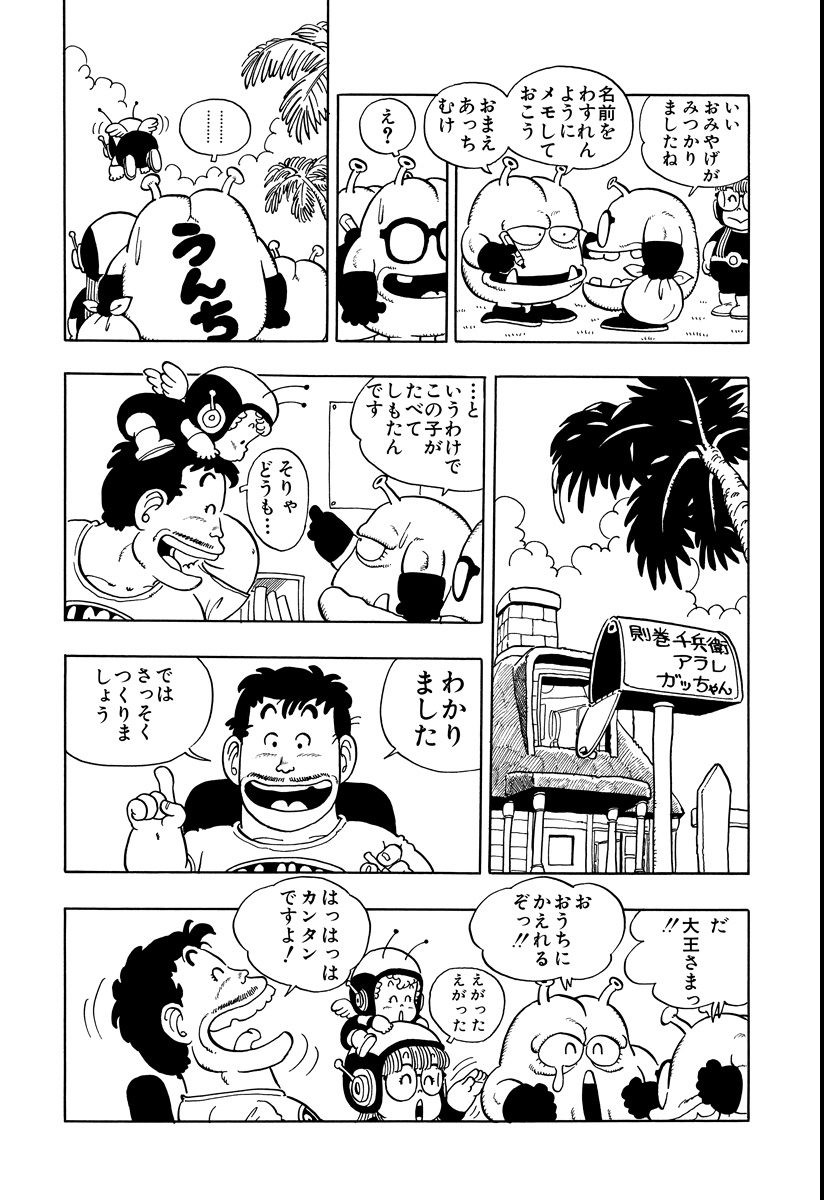 いい
おみやげが
みつかり
ましたね
名前を
わすれん
ように
メモして
おこう
おまえ
あっち
むけ
え?
うんち
………
………
則巻千兵衛
アラレ
ガッちゃん
…と
いうわけで
この子が
たべて
しもたん
です
そりゃ
どうも…
わかり
ました
では
さっそく
つくりま
しょう
だ
大王さまっ
!!
お
おうちに
かえれる
ぞっ!!
えがった
えがった
はっはっは
カンタン
ですよ!